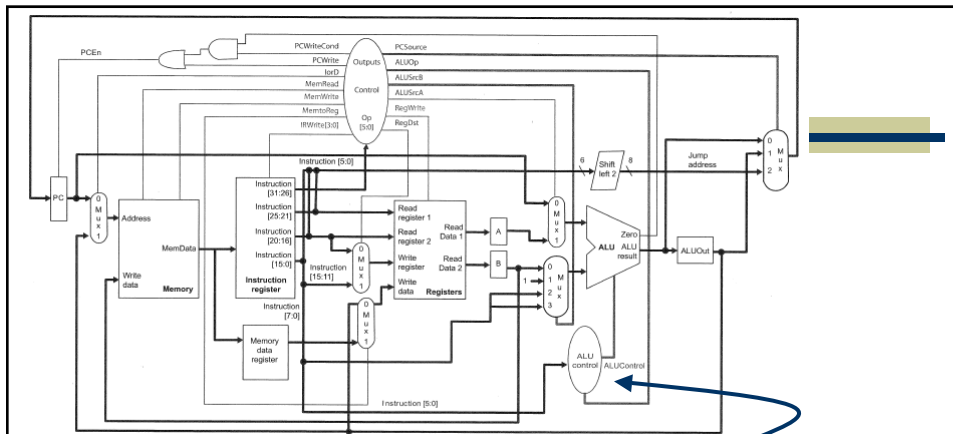 PCEn
PCWriteCond
PCWrite
IorD
MemRead
MemWrite
MemtoReg
IRWrite[3:0]
Outputs
Control
Op
[5:0]
PCSource
ALUOp
ALUSrcB
ALUSrcA
RegWrite
RegDst
Instruction [5:0]
6
Shift
left 2
8
Jump
address
0
1
2
M
u
x
PC
0
M
u
x
1
Address
MemData
Write
data
Memory
Instruction
[31:26]
Instruction
[25:21]
Instruction
[20:16]
Instruction
[15:0]
Instruction
register
Instruction
[15:11]
Instruction
[7:0]
Memory
data
register
0
M
u
x
1
0
M
u
x
1
Read
register 1
Read
register 2
Write
register
Write
data
Read
Data 1
Read
Data 2
Registers
A
B
0
M
u
x
1
0
1
2
3
M
u
x
1
Zero
ALU
ALU
result
ALUOut
ALU
control
ALUControl
Instruction [5:0]